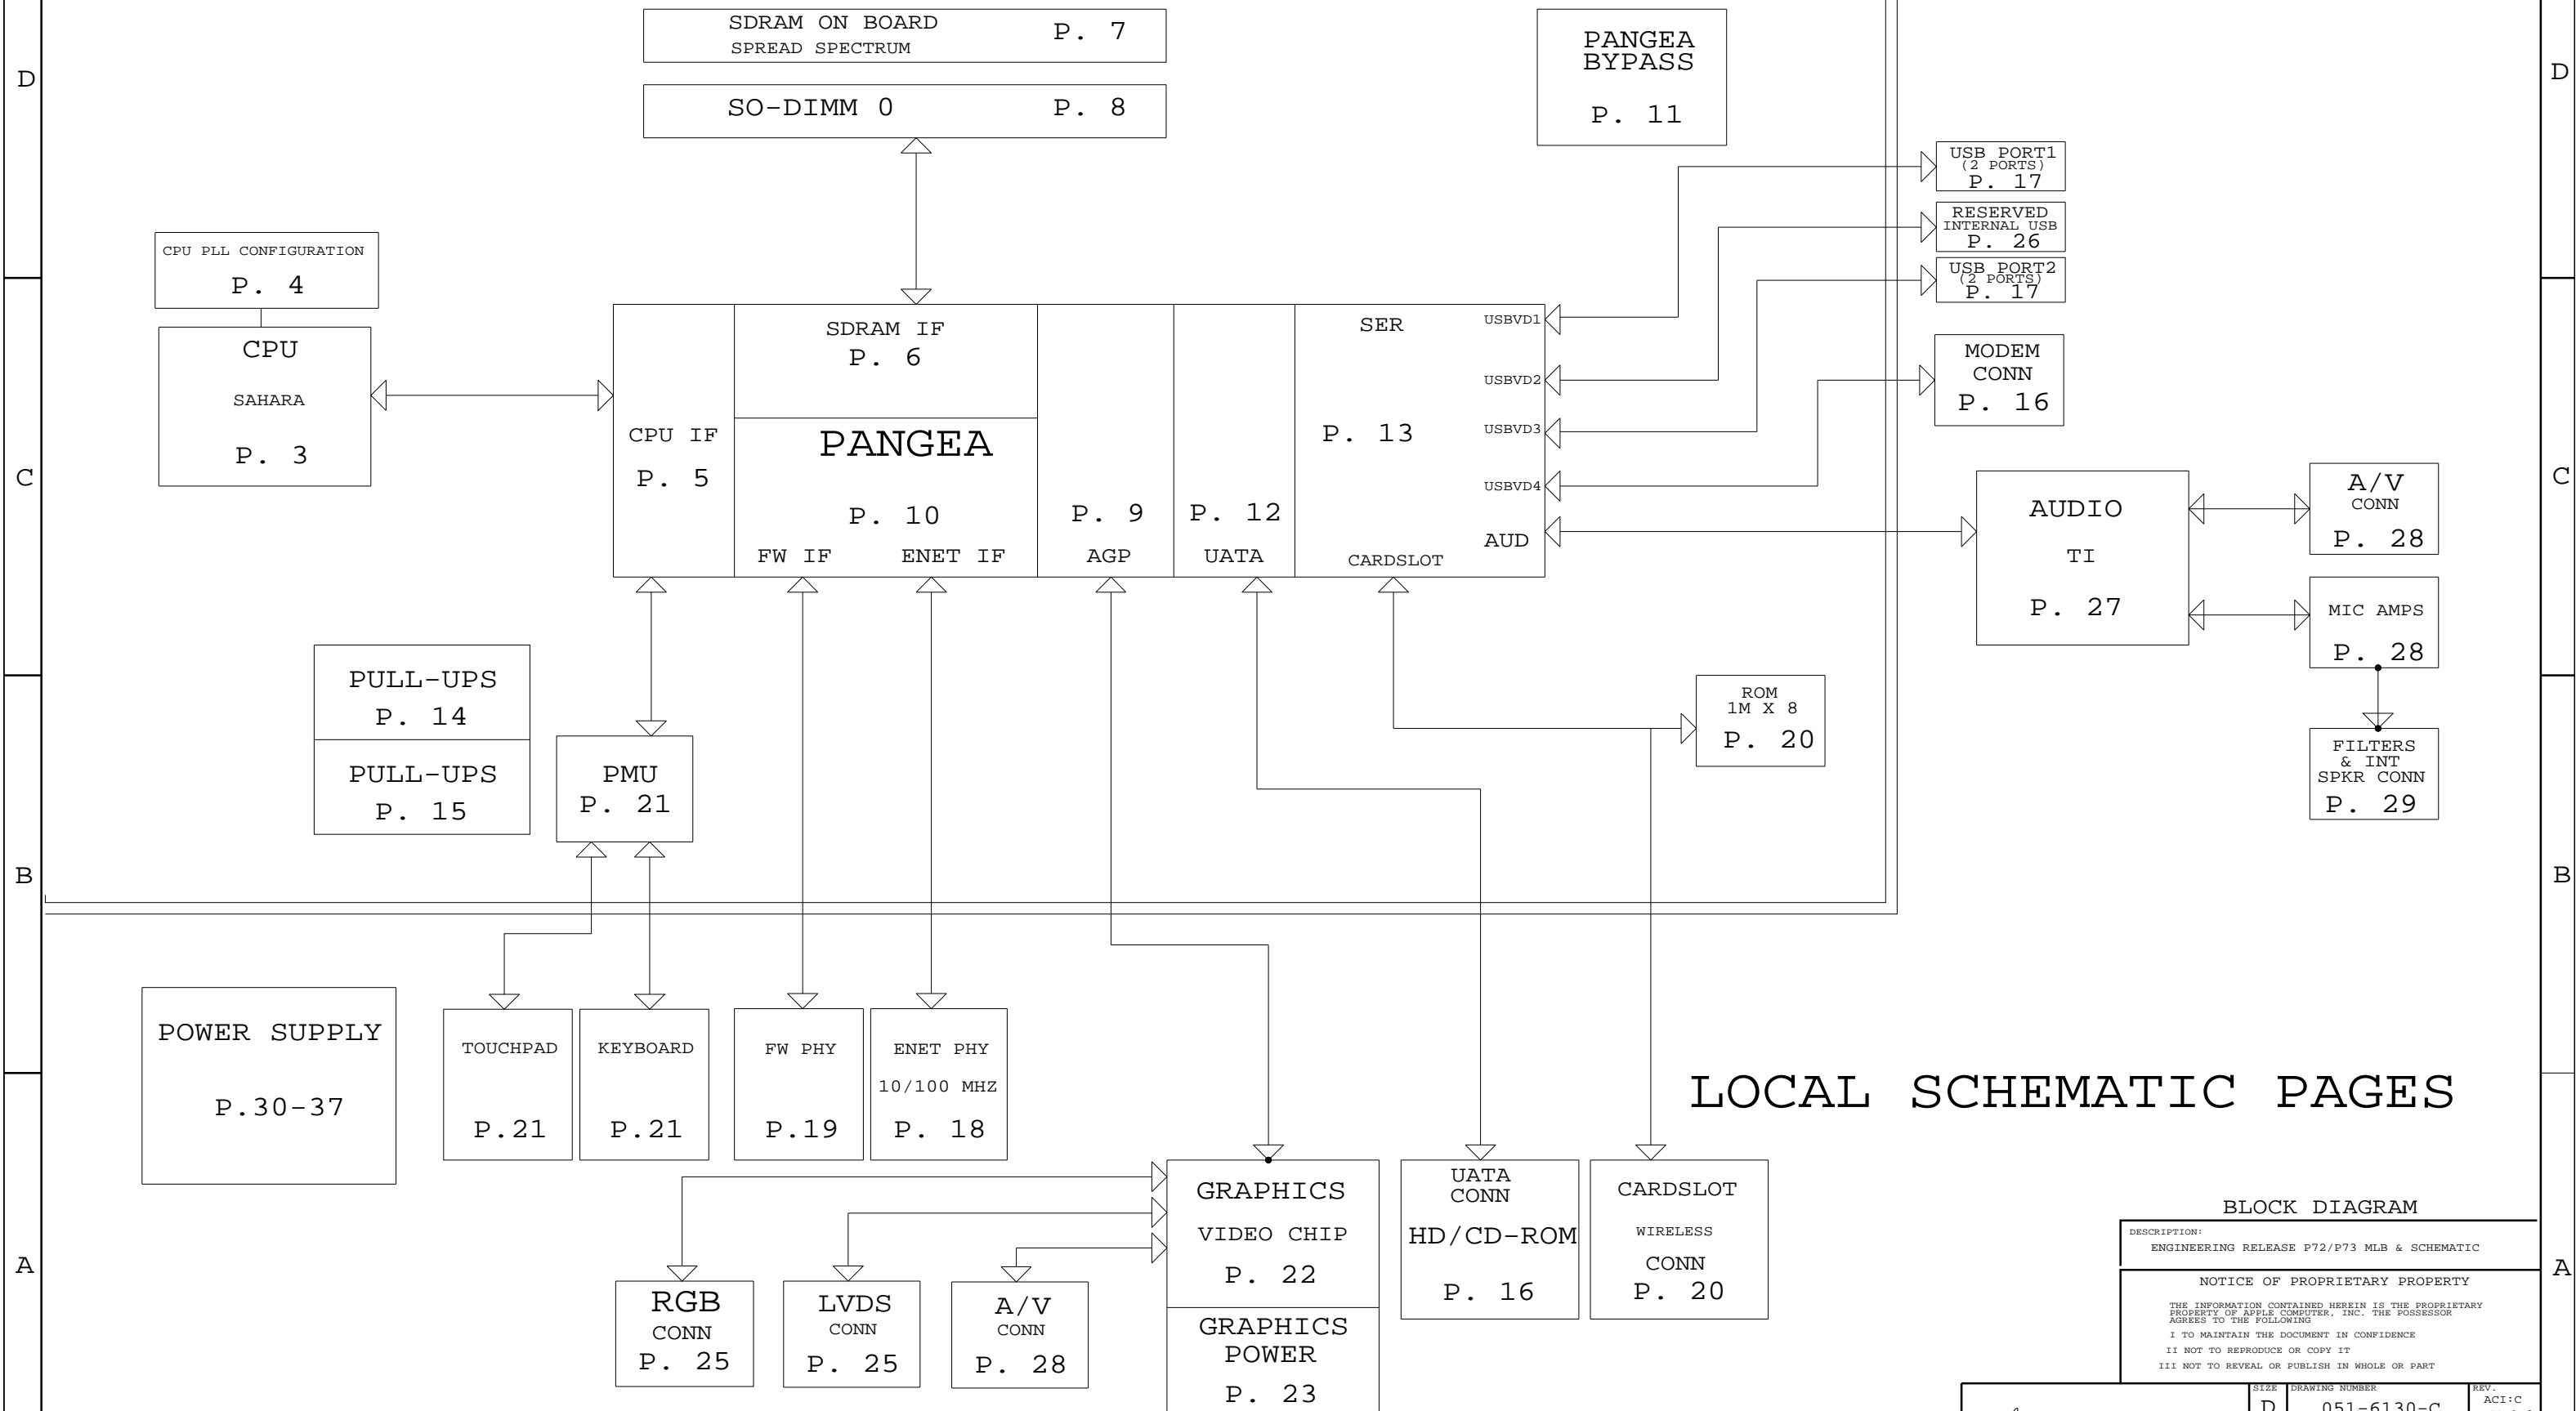 D
SDRAM ON BOARD P. 7
SPREAD SPECTRUM
SO-DIMM 0 P. 8
PANGEA
BYPASS
P. 11
D
USB PORT1
(2 PORTS)
P. 17
RESERVED
INTERNAL USB
P. 26
USB PORT2
(2 PORTS)
P. 17
CPU PLL CONFIGURATION
P. 4
CPU
SAHARA
P. 3
C
CPU IF
P. 5
SDRAM IF
P. 6
PANGEA
P. 10
FW IF ENET IF
P. 9
AGP
P. 12
UATA
SER
P. 13
CARDSLOT
USBVD1
USBVD2
USBVD3
USBVD4
AUD
MODEM
CONN
P. 16
AUDIO
TI
P. 27
A/V
CONN
P. 28
MIC AMPS
P. 28
C
PULL-UPS
P. 14
PULL-UPS
P. 15
PMU
P. 21
ROM
1M X 8
P. 20
FILTERS
& INT
SPKR CONN
P. 29
B
B
POWER SUPPLY
P.30-37
TOUCHPAD
P.21
KEYBOARD
P.21
FW PHY
P.19
ENET PHY
10/100 MHZ
P. 18
LOCAL SCHEMATIC PAGES
GRAPHICS
VIDEO CHIP
P. 22
GRAPHICS
POWER
P. 23
UATA
CONN
HD/CD-ROM
P. 16
CARDSLOT
WIRELESS
CONN
P. 20
A
RGB
CONN
P. 25
LVDS
CONN
P. 25
A/V
CONN
P. 28
BLOCK DIAGRAM
DESCRIPTION:
ENGINEERING RELEASE P72/P73 MLB & SCHEMATIC
A
NOTICE OF PROPRIETARY PROPERTY
THE INFORMATION CONTAINED HEREIN IS THE PROPRIETARY
PROPERTY OF APPLE COMPUTER, INC. THE POSSESSOR
AGREES TO THE FOLLOWING
I TO MAINTAIN THE DOCUMENT IN CONFIDENCE
II NOT TO REPRODUCE OR COPY IT
III NOT TO REVEAL OR PUBLISH IN WHOLE OR PART
SIZE DRAWING NUMBER REV.
D 051-6130-C ACI:C